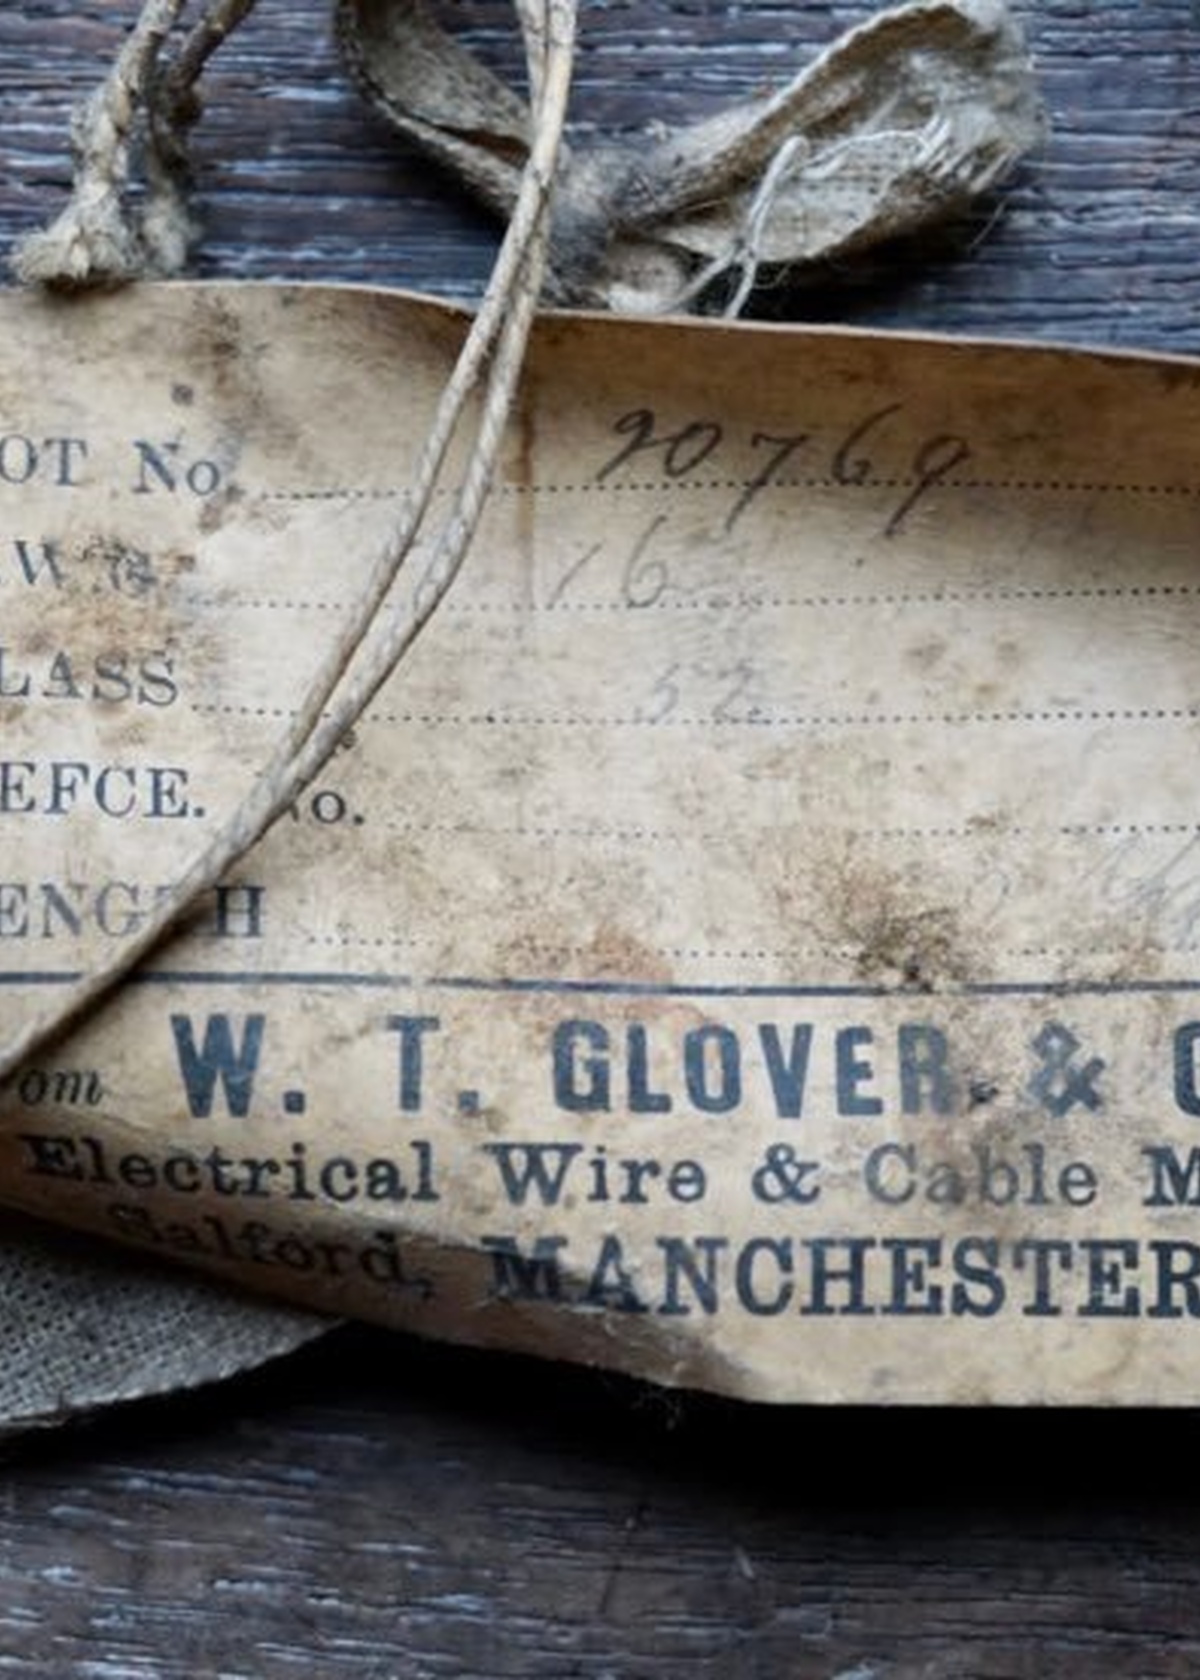 OT No. 90769
.W G. 16
LASS 52
EFCE. No.
ENGTH
om W. T. GLOVER & C
Electrical Wire & Cable M
Salford, MANCHESTER